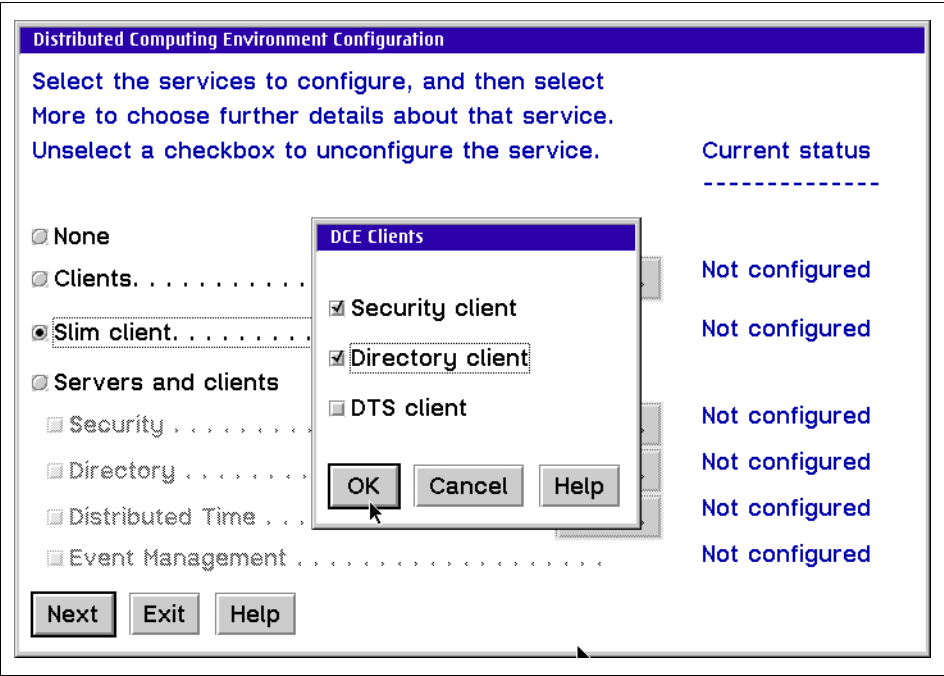 Distributed Computing Environment Configuration
Select the services to configure, and then select
More to choose further details about that service.
Unselect a checkbox to unconfigure the service. Current status
--------------
None
Clients. . . . . . . . . . . Not configured
Slim client. . . . . . . . . Not configured
Servers and clients
Security . . . . . . . . . Not configured
Directory . . . . . . . . Not configured
Distributed Time . . . Not configured
Event Management . . . . . . . . . . . . . . . . . . . Not configured
Next Exit Help
DCE Clients
Security client
Directory client
DTS client
OK Cancel Help